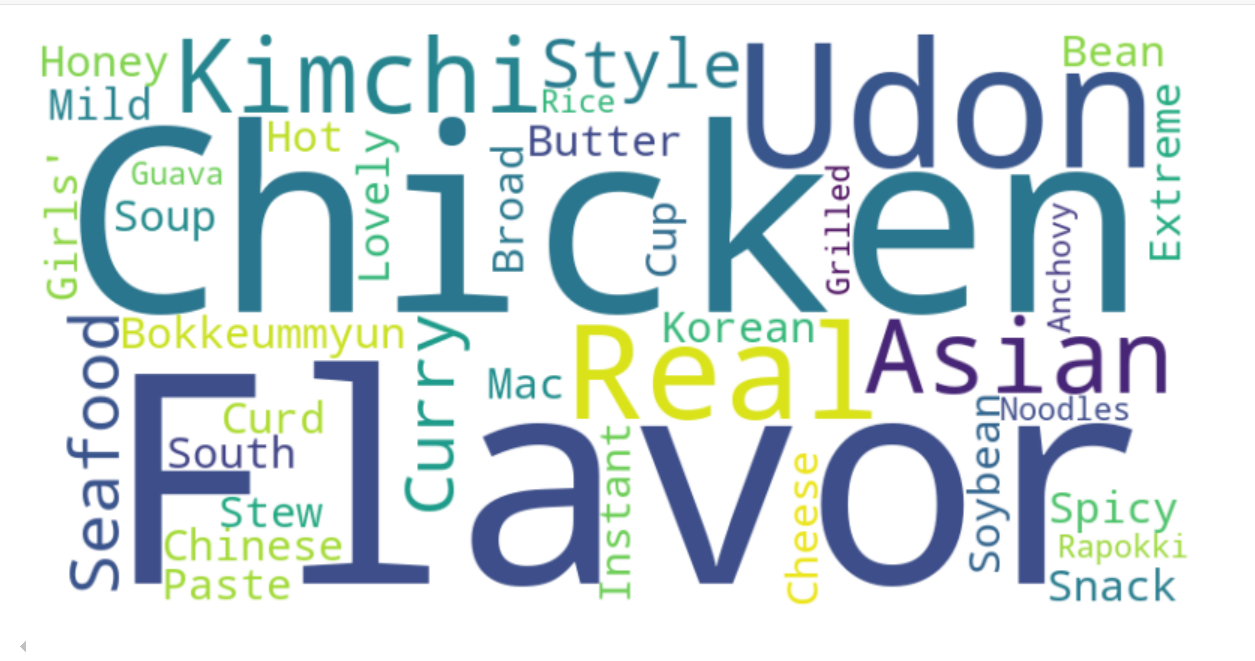 Honey
Kimchi
Style
Udon
Bean
Mild
Rice
Extreme
Chicken
Hot
Lovely
Butter
Broad
Guava
Girls'
Soup
Cup
Grilled
Anchovy
Seafood
Bokkeummyun
Curry
Korean
Real
Asian
Mac
Flavor
Curd
Noodles
South
Soybean
Instant
Cheese
Stew
Spicy
Chinese
Rapokki
Paste
Snack